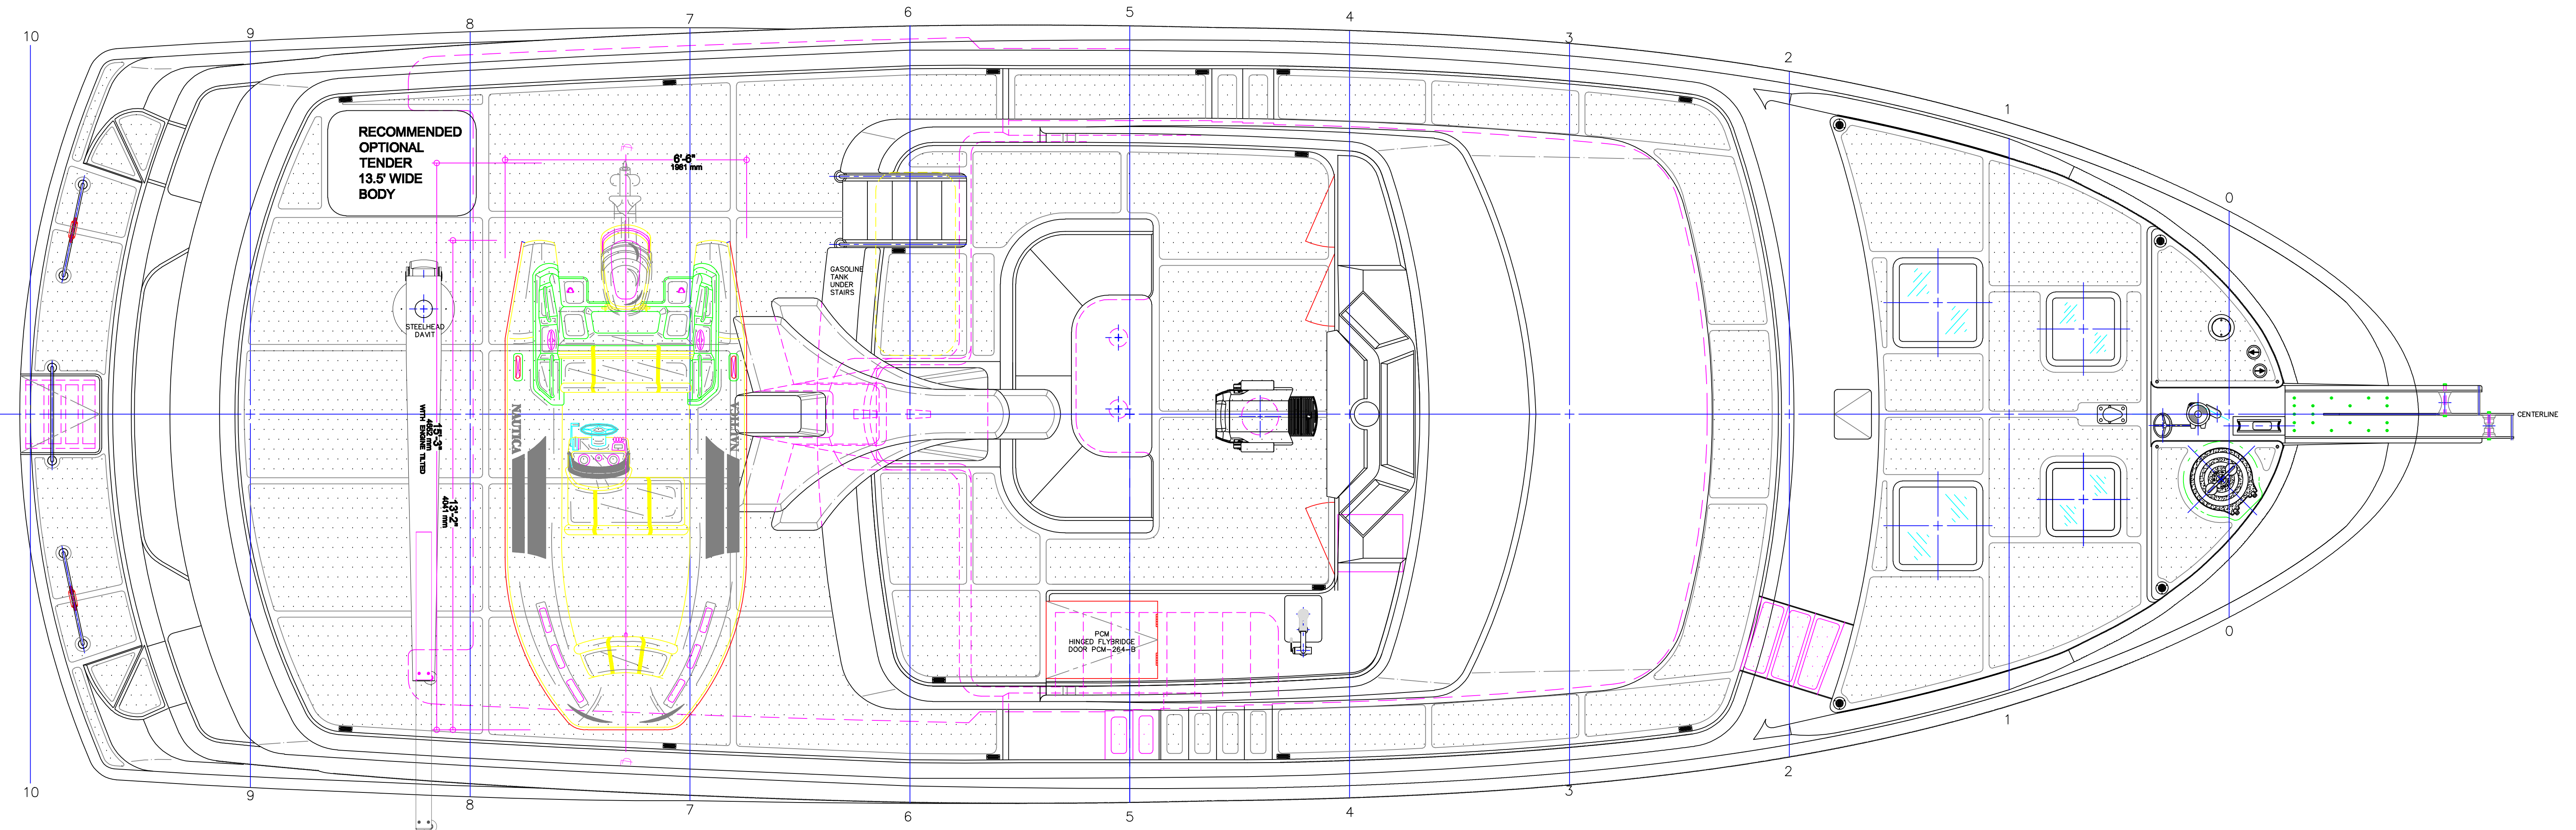 10
9
8
7
6
5
4
3
2
1
0
RECOMMENDED
OPTIONAL
TENDER
13.5' WIDE
BODY
6'-6"
1981 mm
GASOLINE
TANK
UNDER
STAIRS
STEELHEAD
DAVIT
15'-3"
4662 mm
WITH ENGINE TILTED
13'-2"
4041 mm
NAUTICA
NAUTICA
CENTERLINE
PCM
HINGED FLYBRIDGE
DOOR PCM-264-B
10
9
8
7
6
5
4
3
2
1
0